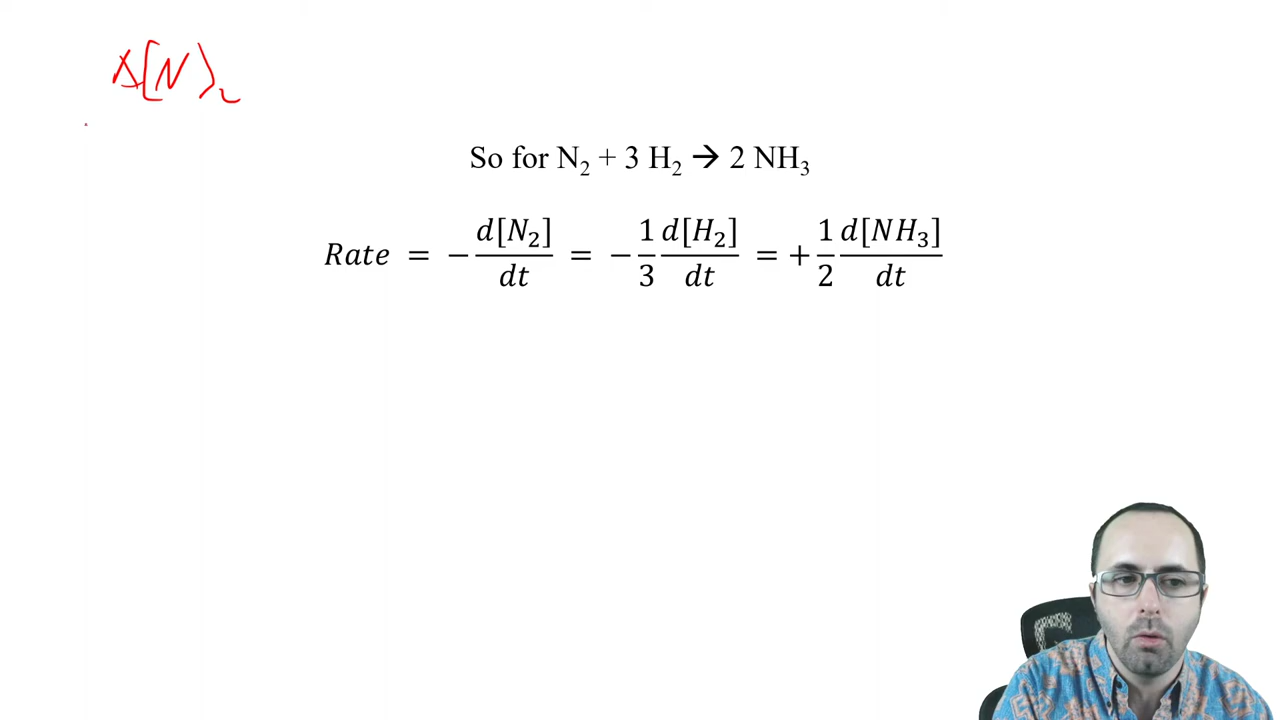 Δ[N]₂
So for N₂ + 3 H₂ → 2 NH₃
Rate = −d[N₂]/dt = −1/3 d[H₂]/dt = +1/2 d[NH₃]/dt